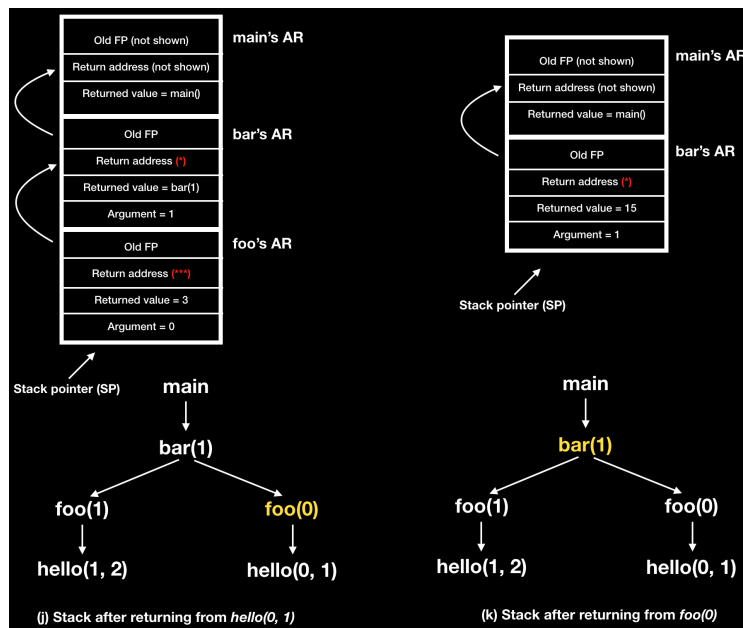 main's AR
Old FP (not shown)
Return address (not shown)
Returned value = main()
bar's AR
Old FP
Return address (*)
Returned value = bar(1)
Argument = 1
foo's AR
Old FP
Return address (***)
Returned value = 3
Argument = 0
Stack pointer (SP)
main
bar(1)
foo(1) foo(0)
hello(1, 2) hello(0, 1)
(j) Stack after returning from hello(0, 1)
main's AR
Old FP (not shown)
Return address (not shown)
Returned value = main()
bar's AR
Old FP
Return address (*)
Returned value = 15
Argument = 1
Stack pointer (SP)
main
bar(1)
foo(1) foo(0)
hello(1, 2) hello(0, 1)
(k) Stack after returning from foo(0)